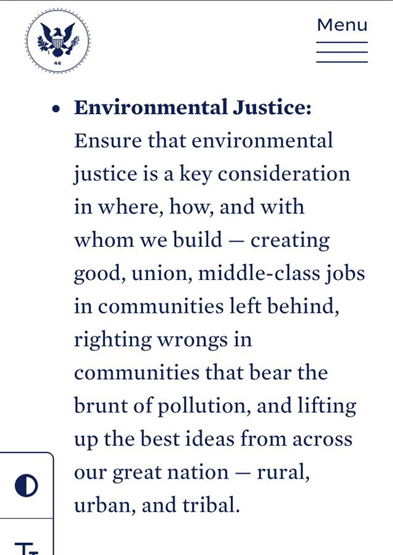 Menu
46
• Environmental Justice:
Ensure that environmental
justice is a key consideration
in where, how, and with
whom we build — creating
good, union, middle-class jobs
in communities left behind,
righting wrongs in
communities that bear the
brunt of pollution, and lifting
up the best ideas from across
our great nation — rural,
urban, and tribal.